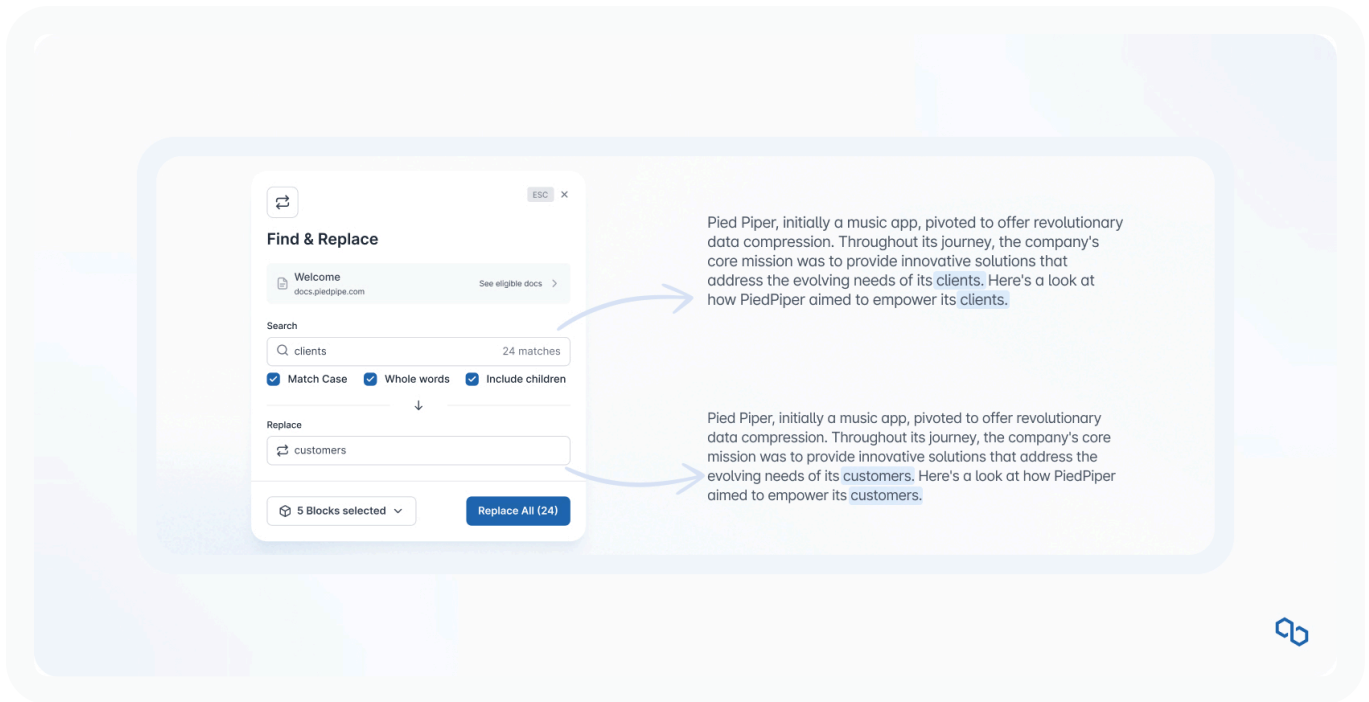 ESC
Find & Replace
Welcome
docs.piedpipe.com
See eligible docs
Search
clients
24 matches
Match Case
Whole words
Include children
Replace
customers
5 Blocks selected
Replace All (24)
Pied Piper, initially a music app, pivoted to offer revolutionary
data compression. Throughout its journey, the company's
core mission was to provide innovative solutions that
address the evolving needs of its clients. Here's a look at
how PiedPiper aimed to empower its clients.
Pied Piper, initially a music app, pivoted to offer revolutionary
data compression. Throughout its journey, the company's core
mission was to provide innovative solutions that address the
evolving needs of its customers. Here's a look at how PiedPiper
aimed to empower its customers.